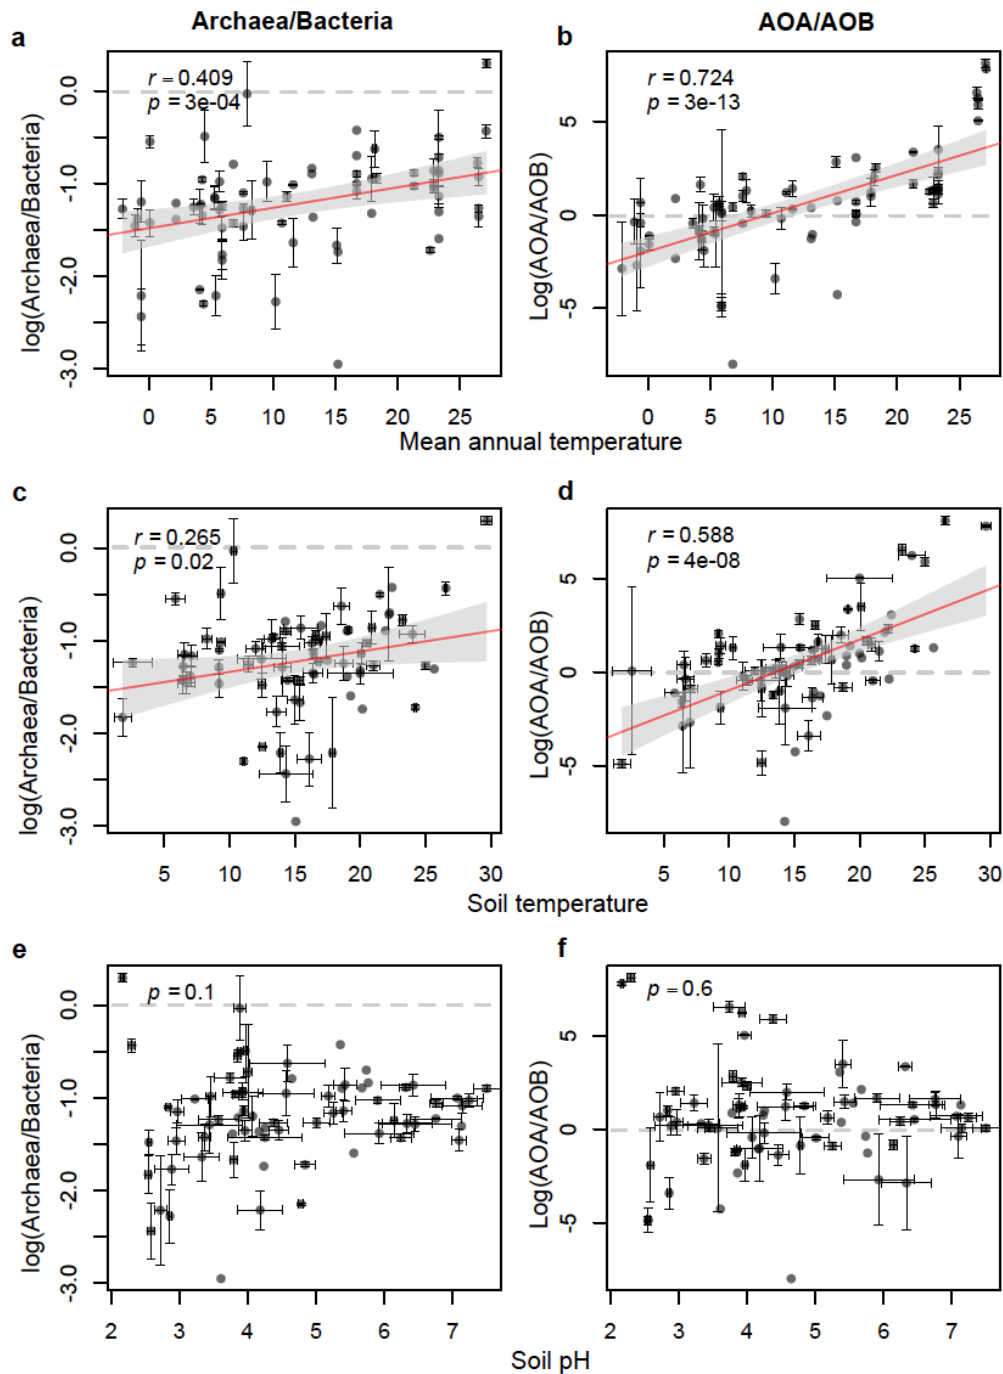 Archaea/Bacteria
AOA/AOB
a
r = 0.409
p = 3e-04
log(Archaea/Bacteria)
0.0
-1.0
-2.0
-3.0
0 5 10 15 20 25
b
r = 0.724
p = 3e-13
Log(AOA/AOB)
5
0
-5
0 5 10 15 20 25
Mean annual temperature
c
r = 0.265
p = 0.02
log(Archaea/Bacteria)
0.0
-1.0
-2.0
-3.0
5 10 15 20 25 30
d
r = 0.588
p = 4e-08
Log(AOA/AOB)
5
0
-5
5 10 15 20 25 30
Soil temperature
e
p = 0.1
log(Archaea/Bacteria)
0.0
-1.0
-2.0
-3.0
2 3 4 5 6 7
f
p = 0.6
Log(AOA/AOB)
5
0
-5
2 3 4 5 6 7
Soil pH